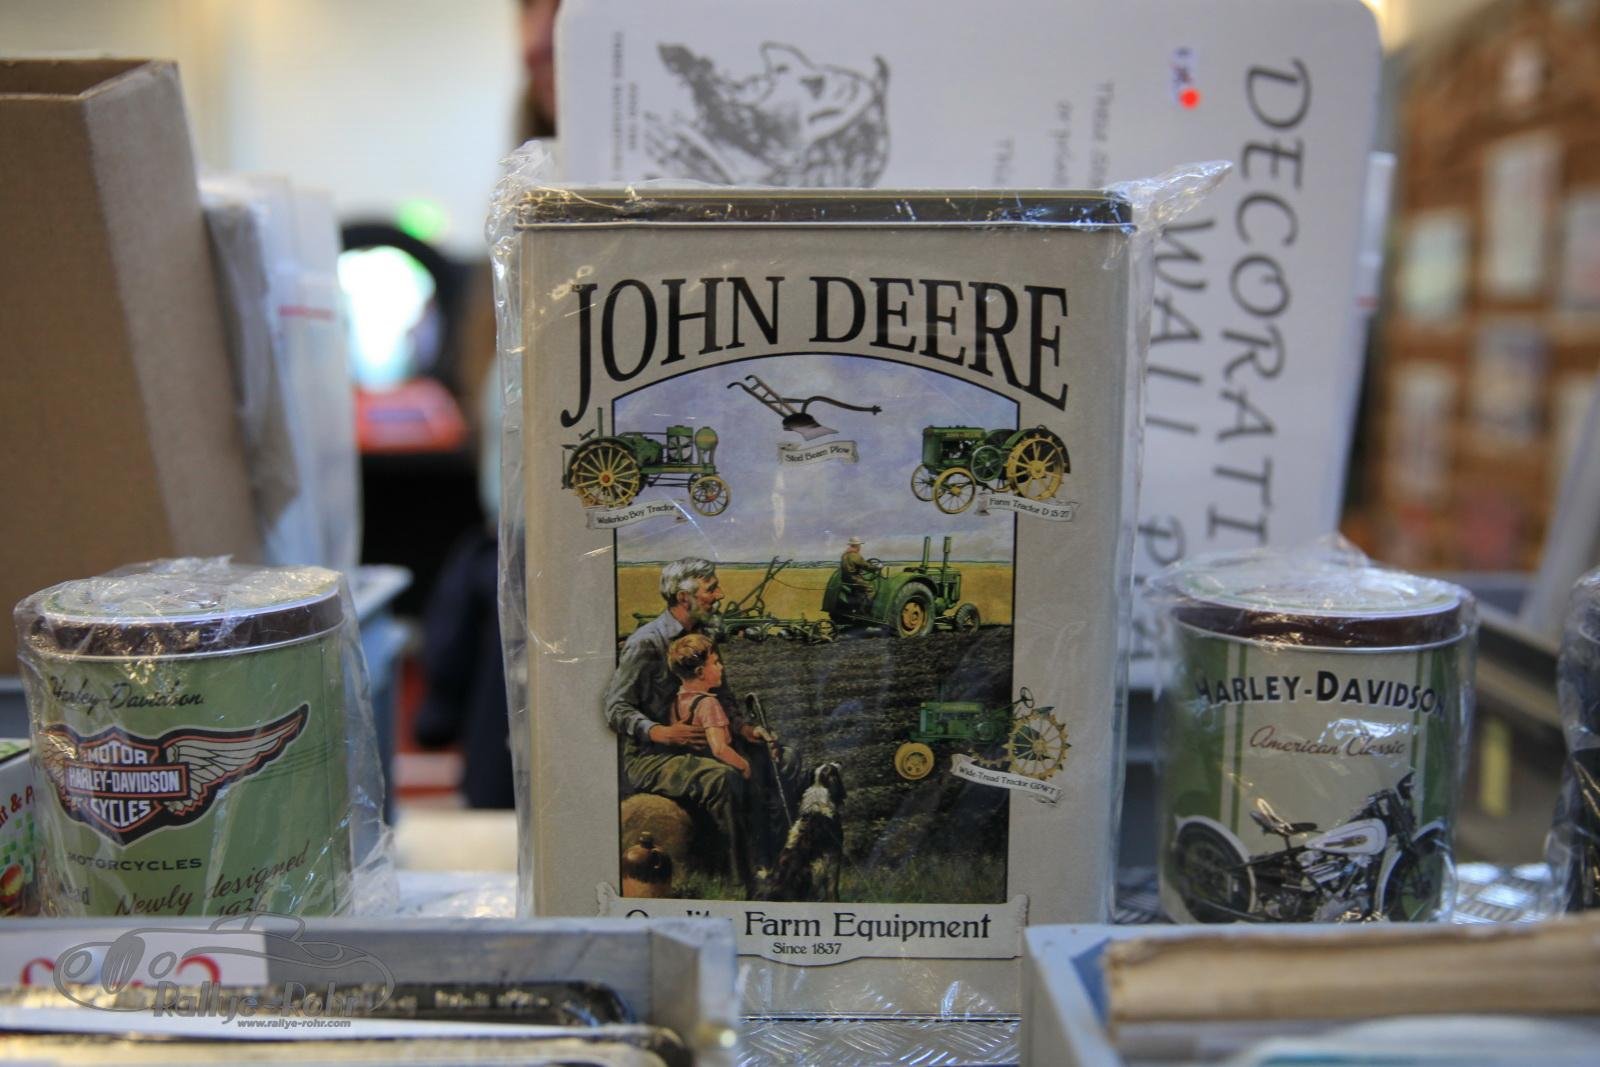 JOHN DEERE
Steel Beam Plow
Waterloo Boy Tractor
Farm Tractor D 15-27
Wide-Tread Tractor GPWT
Quality Farm Equipment
Since 1837
Harley-Davidson
MOTOR
HARLEY-DAVIDSON
CYCLES
MOTORCYCLES
Newly designed
1936
HARLEY-DAVIDSON
American Classic
DECORATI
WALL
Rallye-Rohr
www.rallye-rohr.com